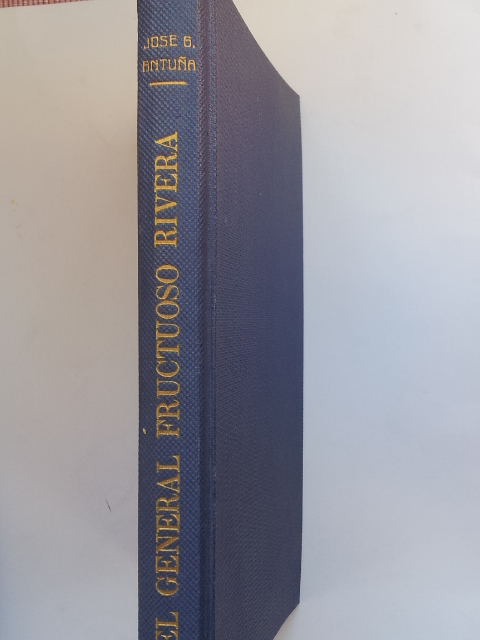 JOSE G.
ANTUÑA
EL GENERAL FRUCTUOSO RIVERA